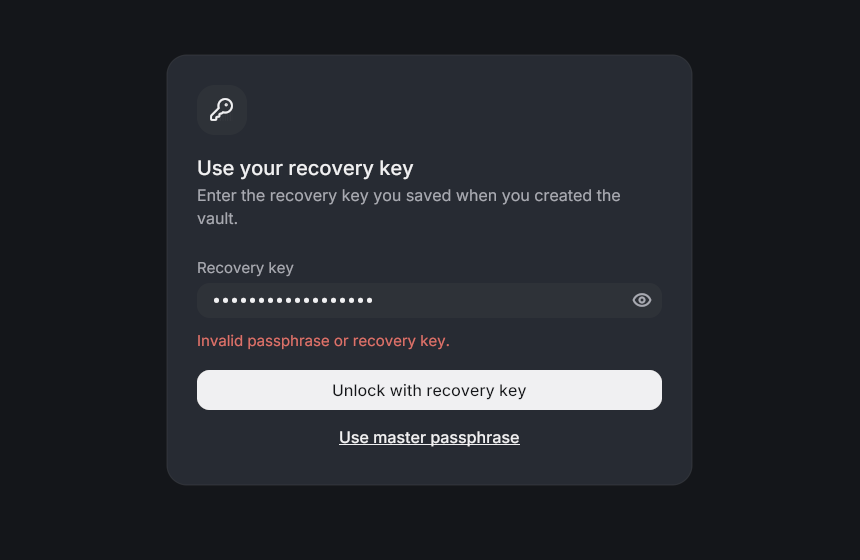 Use your recovery key
Enter the recovery key you saved when you created the
vault.
Recovery key
••••••••••••••••••
Invalid passphrase or recovery key.
Unlock with recovery key
Use master passphrase